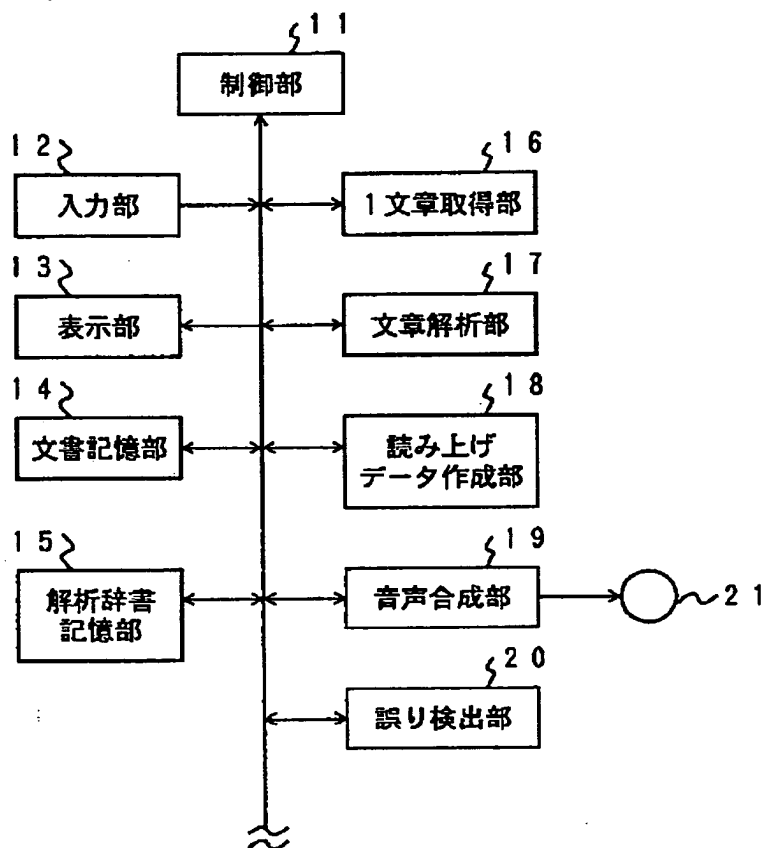 11
制御部
12
入力部
16
1文章取得部
13
表示部
17
文章解析部
14
文書記憶部
18
読み上げ
データ作成部
15
解析辞書
記憶部
19
音声合成部
21
20
誤り検出部